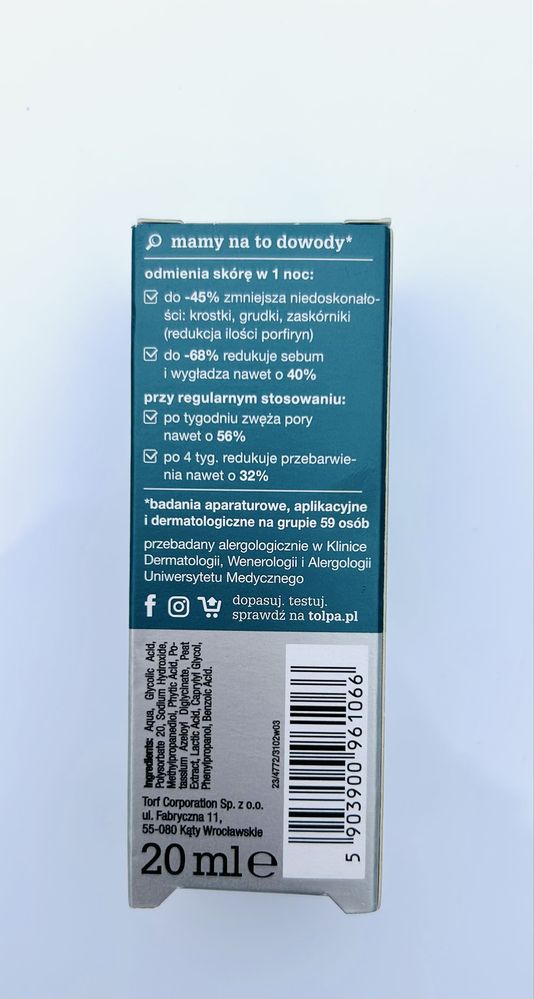 mamy na to dowody*
odmienia skórę w 1 noc:
do -45% zmniejsza niedoskonało-
ści: krostki, grudki, zaskórniki
(redukcja ilości porfiryn)
do -68% redukuje sebum
i wygładza nawet o 40%
przy regularnym stosowaniu:
po tygodniu zwęża pory
nawet o 56%
po 4 tyg. redukuje przebarwie-
nia nawet o 32%
*badania aparaturowe, aplikacyjne
i dermatologiczne na grupie 59 osób
przebadany alergologicznie w Klinice
Dermatologii, Wenerologii i Alergologii
Uniwersytetu Medycznego
dopasuj. testuj.
sprawdź na tolpa.pl
Ingredients: Aqua, Glycolic Acid,
Polysorbate 20, Sodium Hydroxide,
Methylpropanediol, Phytic Acid, Po-
tassium Azeloyl Diglycinate, Peat
Extract, Lactic Acid, Caprylyl Glycol,
Phenylpropanol, Benzoic Acid.
23/4772/3102w03
5 903900 961066
Torf Corporation Sp. z o.o.
ul. Fabryczna 11,
55-080 Kąty Wrocławskie
20 ml ℮